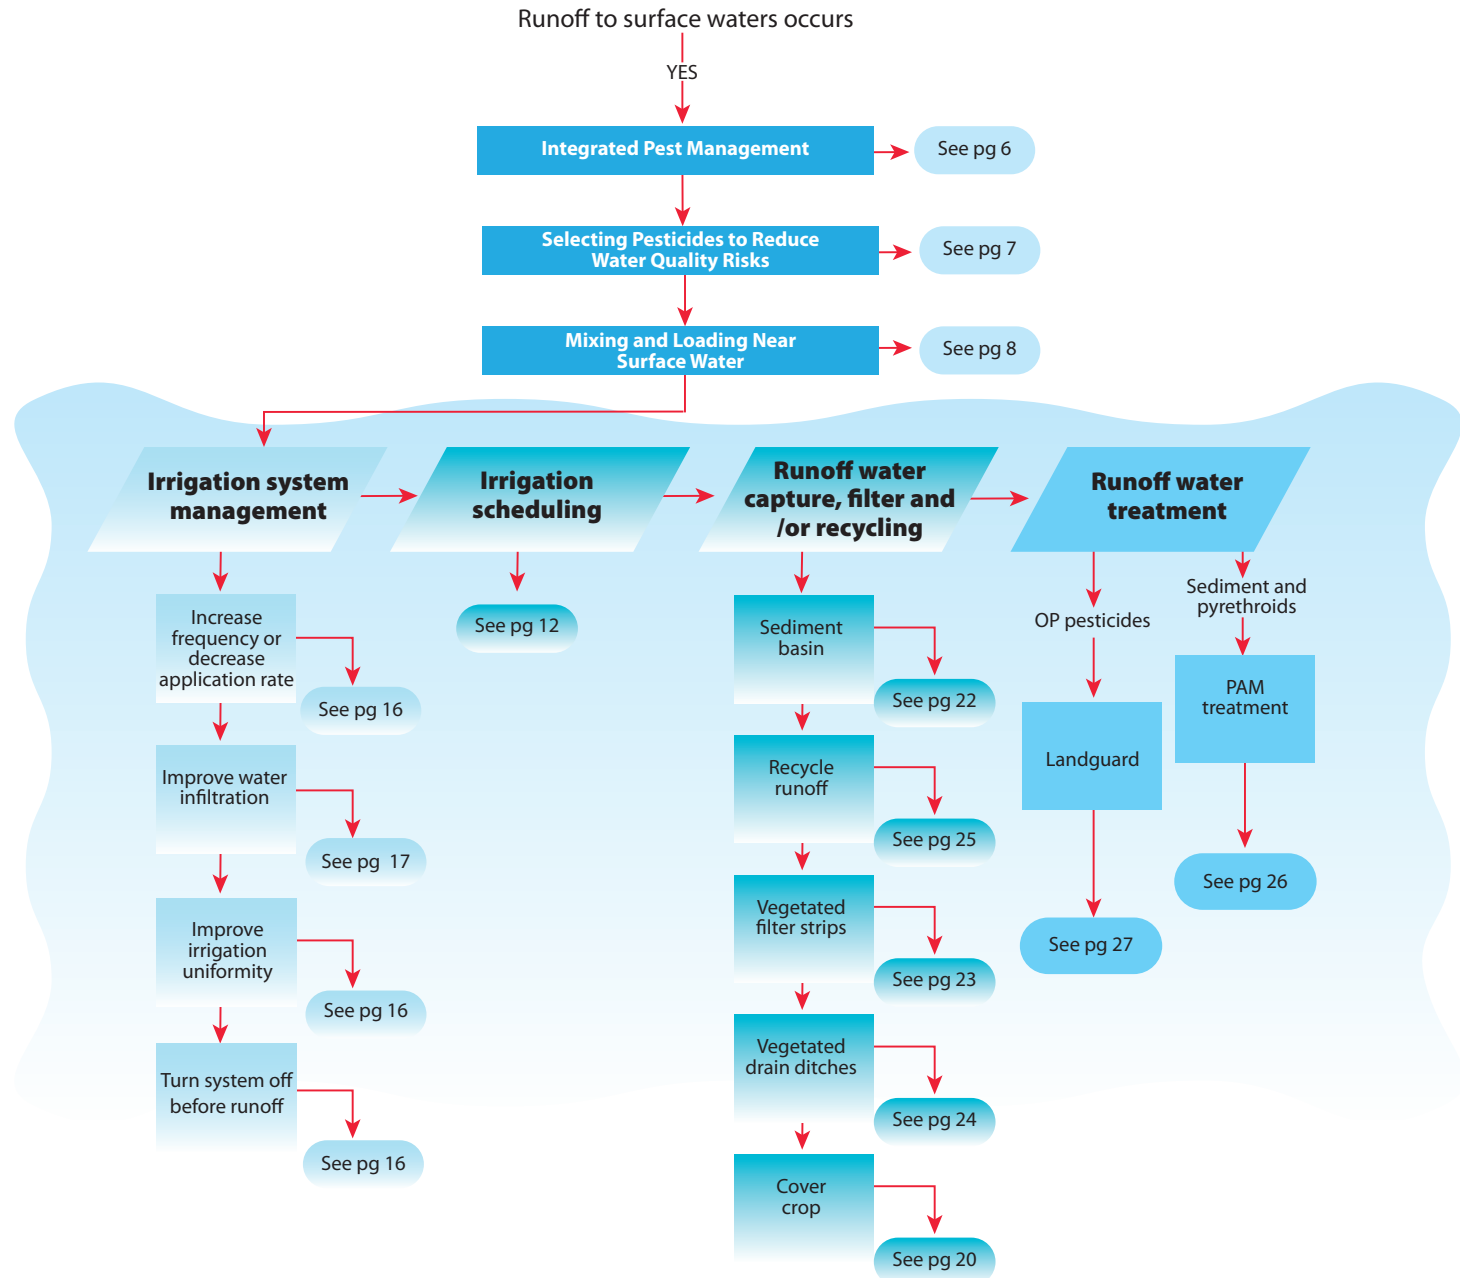 Runoff to surface waters occurs
YES
Integrated Pest Management
See pg 6
Selecting Pesticides to Reduce
Water Quality Risks
See pg 7
Mixing and Loading Near
Surface Water
See pg 8
Irrigation system
management
Irrigation
scheduling
Runoff water
capture, filter and
/or recycling
Runoff water
treatment
Increase
frequency or
decrease
application rate
See pg 16
Improve water
infiltration
See pg 17
Improve
irrigation
uniformity
See pg 16
Turn system off
before runoff
See pg 16
See pg 12
Sediment
basin
See pg 22
Recycle
runoff
See pg 25
Vegetated
filter strips
See pg 23
Vegetated
drain ditches
See pg 24
Cover
crop
See pg 20
OP pesticides
Landguard
See pg 27
Sediment and
pyrethroids
PAM
treatment
See pg 26